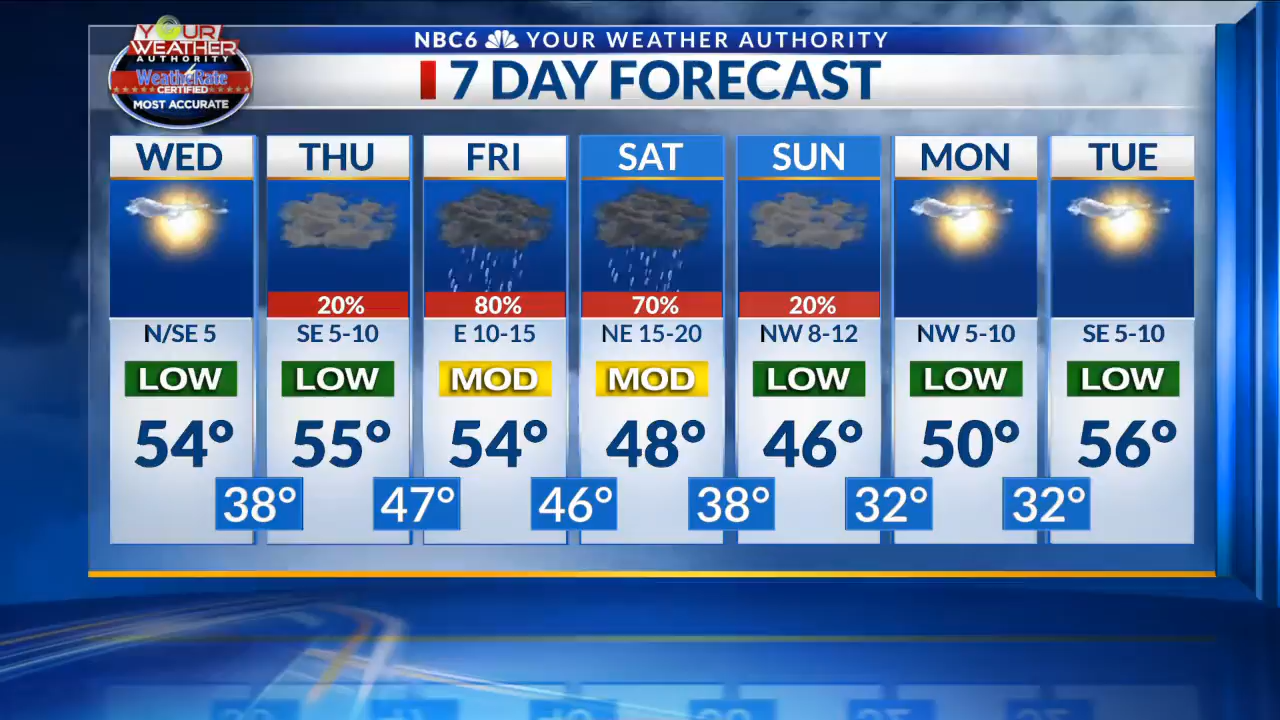 YOUR
WEATHER
AUTHORITY
WeatheRate
CERTIFIED
MOST ACCURATE
NBC6 YOUR WEATHER AUTHORITY
7 DAY FORECAST
WED THU FRI SAT SUN MON TUE
20% 80% 70% 20%
N/SE 5 SE 5-10 E 10-15 NE 15-20 NW 8-12 NW 5-10 SE 5-10
LOW LOW MOD MOD LOW LOW LOW
54° 55° 54° 48° 46° 50° 56°
38° 47° 46° 38° 32° 32°